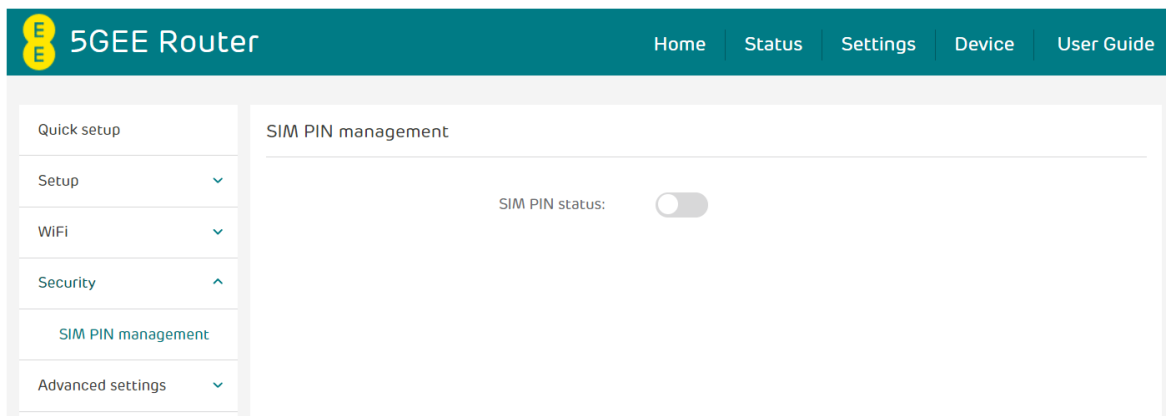 E
E
5GEE Router
Home
Status
Settings
Device
User Guide
Quick setup
Setup
WiFi
Security
SIM PIN management
Advanced settings
SIM PIN management
SIM PIN status: